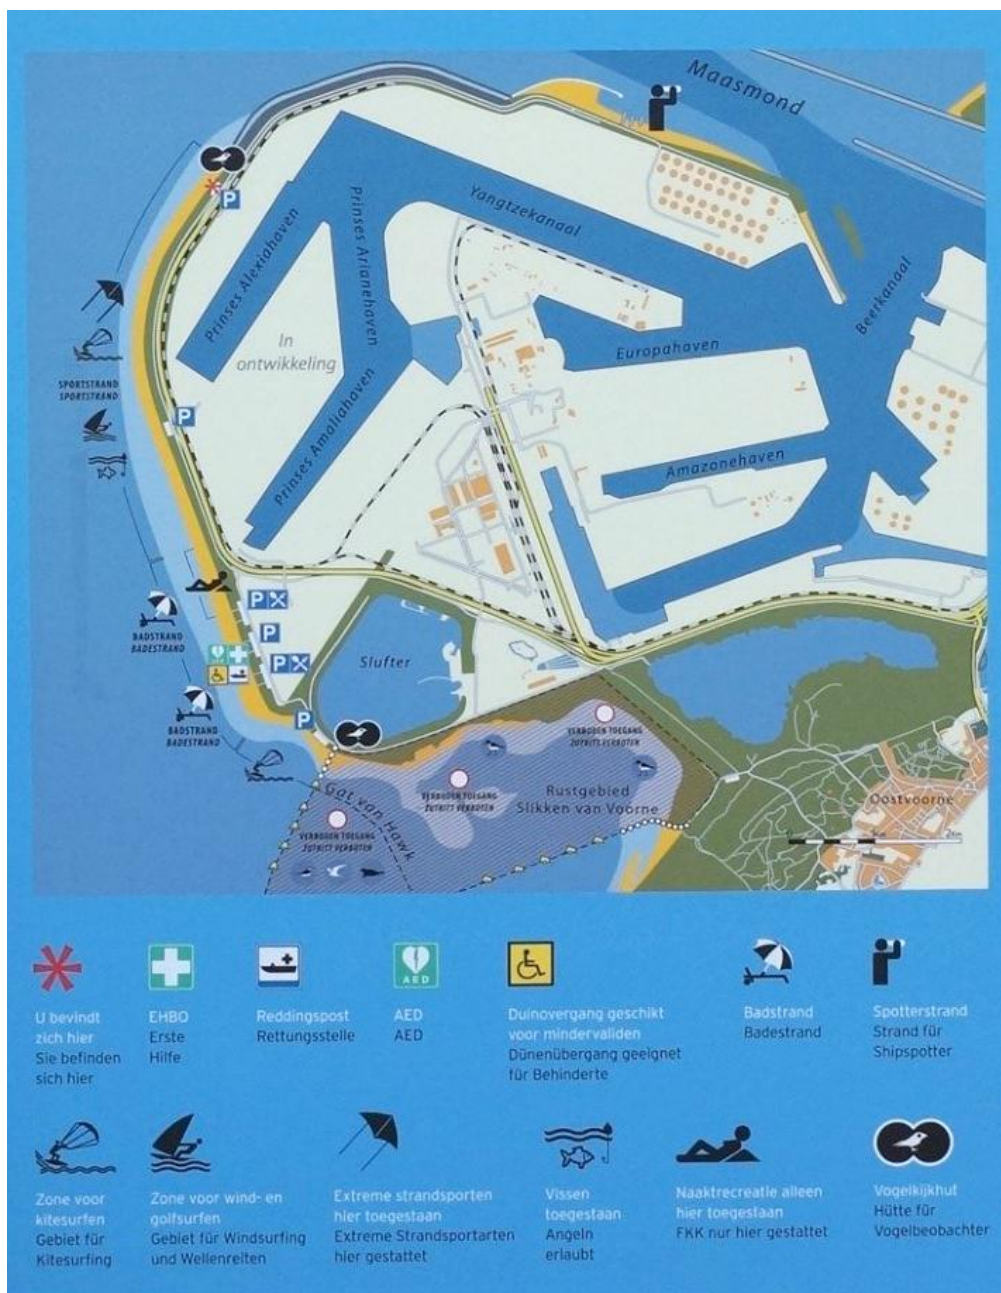 Maasmond
Yangtzekanaal
Prinses Arianehaven
Prinses Alexiahaven
Beerkanaal
P
In
ontwikkeling
Europahaven
SPORTSTRAND
SPORTSTRAND
P
Prinses Amaliahaven
Amazonehaven
P
BADSTRAND
BADESTRAND
P
P
Slufter
BADSTRAND
BADESTRAND
P
VERBODEN TOEGANG
ZUTRITT VERBOTEN
VERBODEN TOEGANG
ZUTRITT VERBOTEN
Rustgebied
Slikken van Voorne
Oostvoorne
Gat van Hawk
VERBODEN TOEGANG
ZUTRITT VERBOTEN
0
1km
2km
AED
U bevindt
zich hier
Sie befinden
sich hier
EHBO
Erste
Hilfe
Reddingspost
Rettungsstelle
AED
AED
Duinovergang geschikt
voor mindervaliden
Dünenübergang geeignet
für Behinderte
Badstrand
Badestrand
Spotterstrand
Strand für
Shipspotter
Zone voor
kitesurfen
Gebiet für
Kitesurfing
Zone voor wind- en
golfsurfen
Gebiet für Windsurfing
und Wellenreiten
Extreme strandsporten
hier toegestaan
Extreme Strandsportarten
hier gestattet
Vissen
toegestaan
Angeln
erlaubt
Naaktrecreatie alleen
hier toegestaan
FKK nur hier gestattet
Vogelkijkhut
Hütte für
Vogelbeobachter